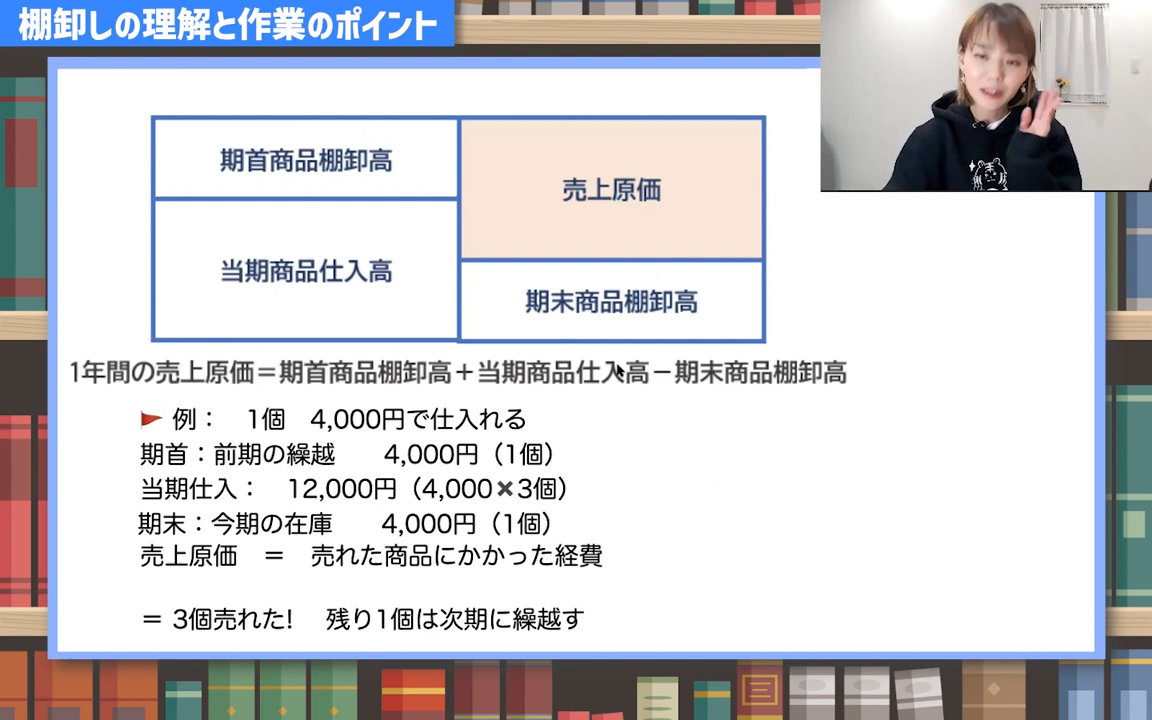 棚卸しの理解と作業のポイント
期首商品棚卸高
売上原価
当期商品仕入高
期末商品棚卸高
1年間の売上原価＝期首商品棚卸高＋当期商品仕入高－期末商品棚卸高
例： 1個 4,000円で仕入れる
期首：前期の繰越 4,000円（1個）
当期仕入： 12,000円（4,000✖3個）
期末：今期の在庫 4,000円（1個）
売上原価 ＝ 売れた商品にかかった経費
＝ 3個売れた! 残り1個は次期に繰越す